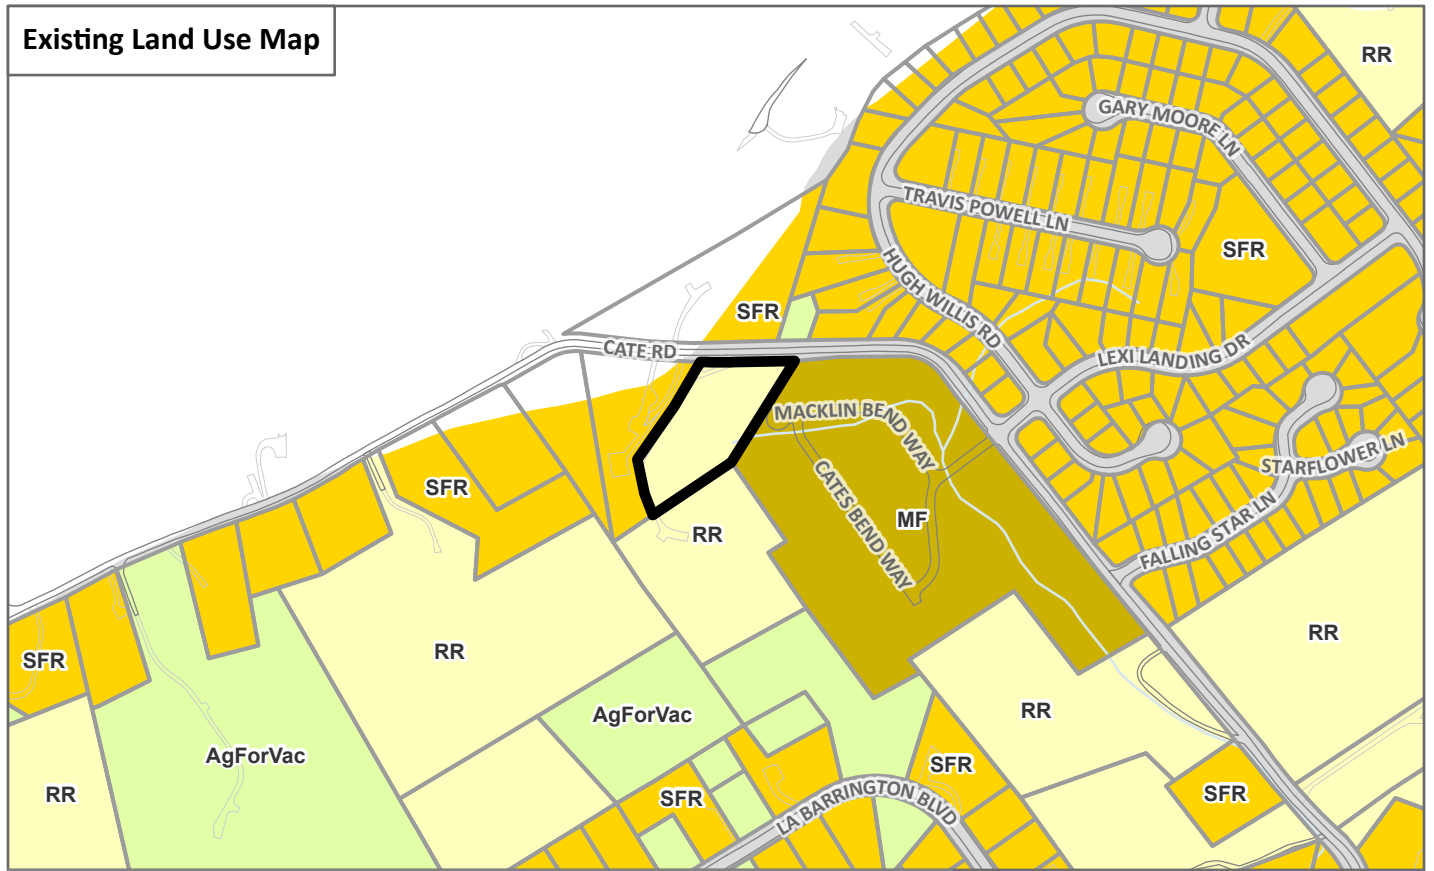 Existing Land Use Map
RR
GARY MOORE LN
TRAVIS POWELL LN
SFR
HUGH WILLIS RD
SFR
CATE RD
LEXI LANDING DR
MACKLIN BEND WAY
STARFLOWER LN
SFR
CATES BEND WAY
MF
FALLING STAR LN
RR
RR
RR
SFR
RR
AgForVac
AgForVac
SFR
RR
SFR
SFR
LA BARRINGTON BLVD
RR